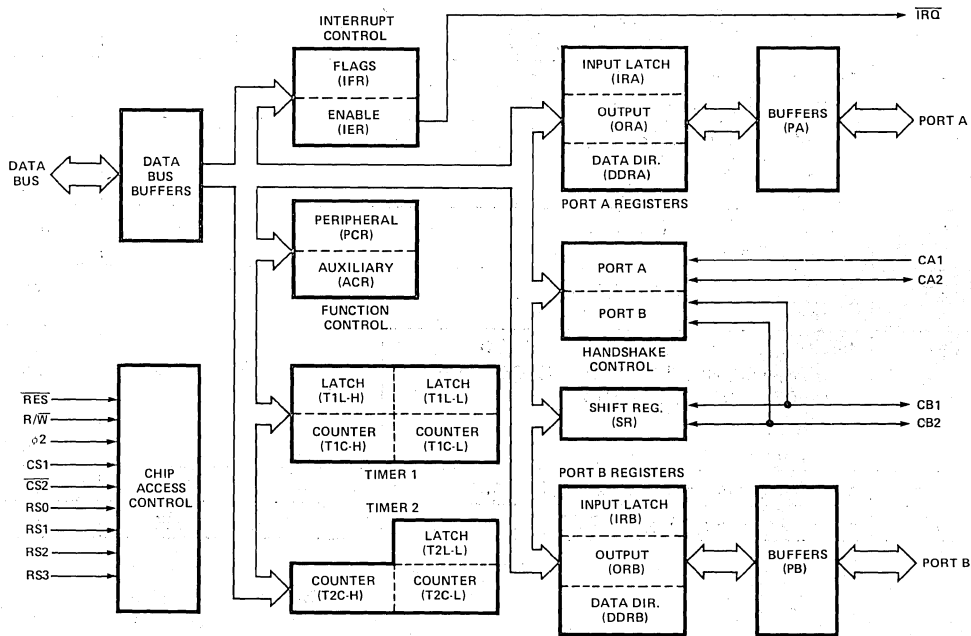 INTERRUPT
CONTROL
FLAGS
(IFR)
ENABLE
(IER)
IRQ
INPUT LATCH
(IRA)
OUTPUT
(ORA)
DATA DIR.
(DDRA)
PORT A REGISTERS
BUFFERS
(PA)
PORT A
DATA
BUS
DATA
BUS
BUFFERS
PERIPHERAL
(PCR)
AUXILIARY
(ACR)
FUNCTION
CONTROL
PORT A
PORT B
HANDSHAKE
CONTROL
CA1
CA2
LATCH
(T1L-H)
LATCH
(T1L-L)
COUNTER
(T1C-H)
COUNTER
(T1C-L)
TIMER 1
SHIFT REG.
(SR)
CB1
CB2
RES
R/W
φ2
CS1
CS2
RS0
RS1
RS2
RS3
CHIP
ACCESS
CONTROL
TIMER 2
LATCH
(T2L-L)
COUNTER
(T2C-H)
COUNTER
(T2C-L)
PORT B REGISTERS
INPUT LATCH
(IRB)
OUTPUT
(ORB)
DATA DIR.
(DDRB)
BUFFERS
(PB)
PORT B